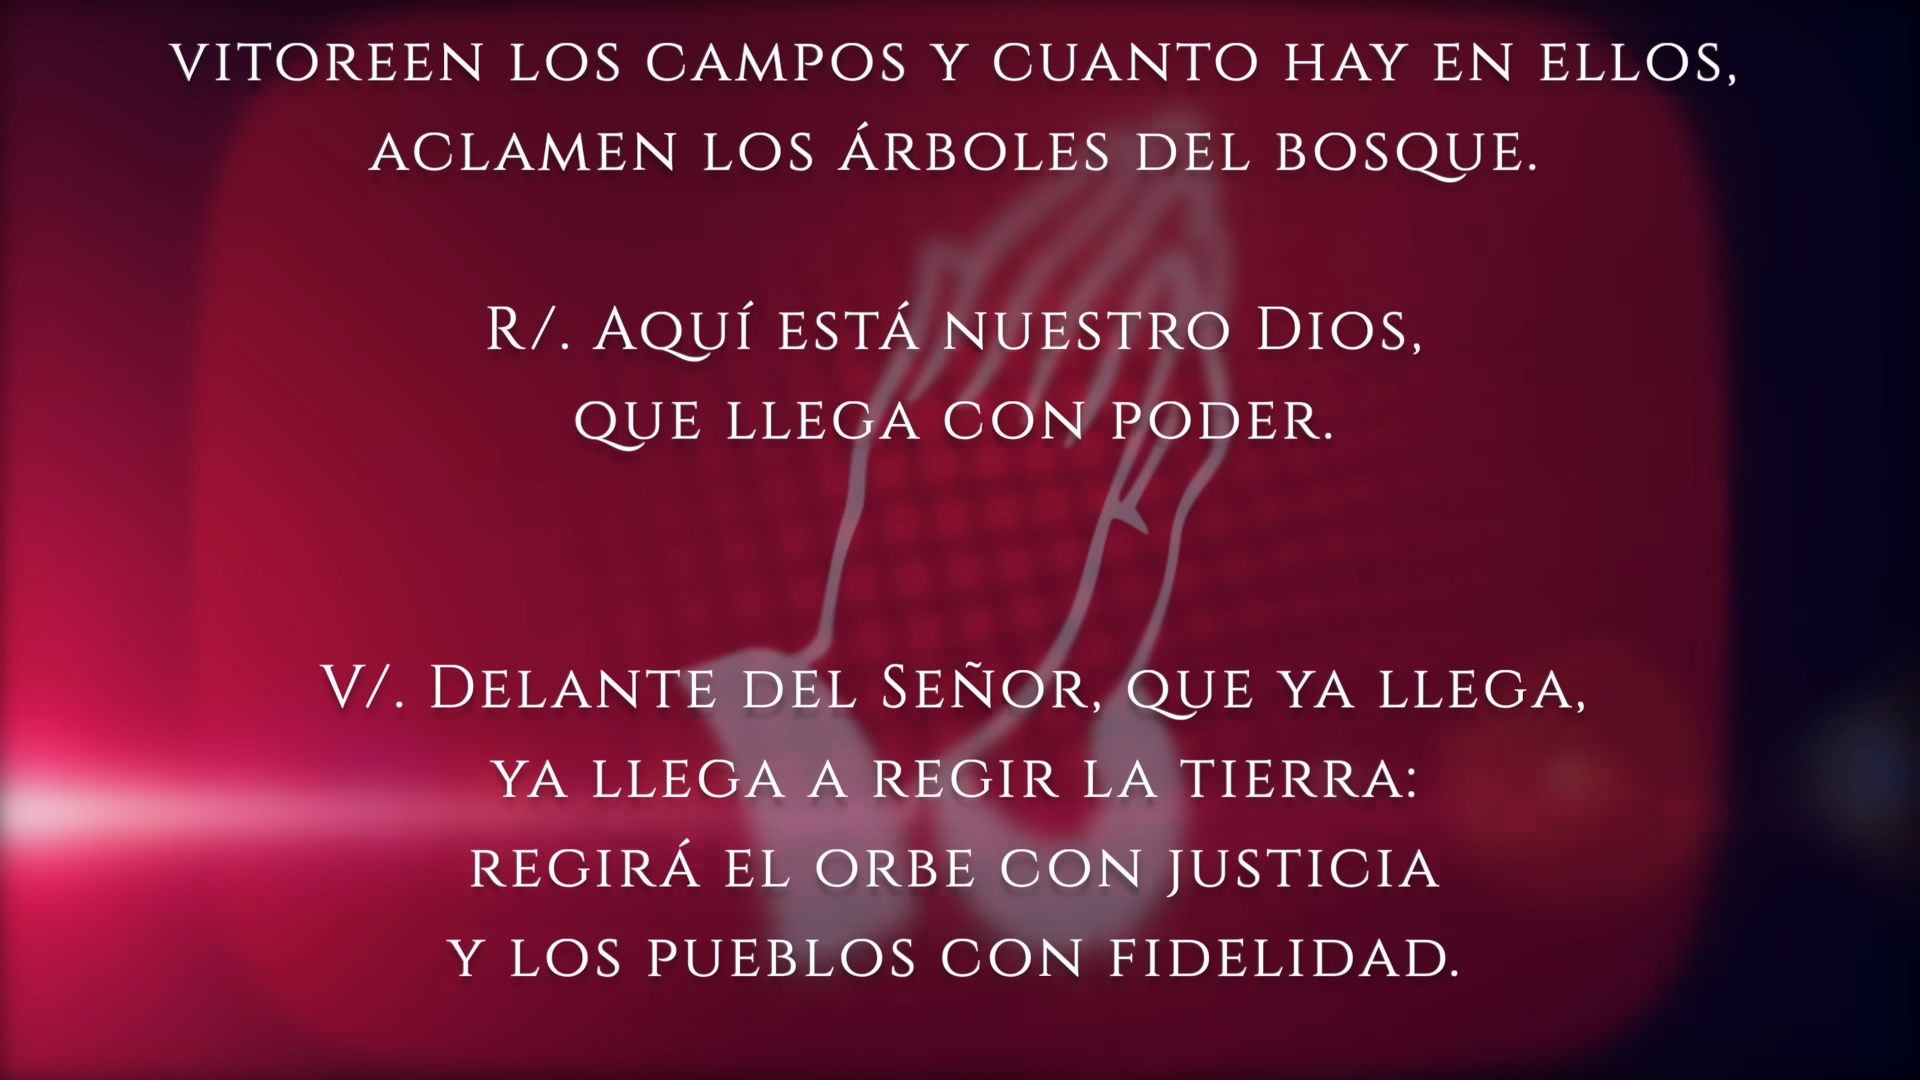 vitoreen los campos y cuanto hay en ellos,
aclamen los árboles del bosque.
R/. Aquí está nuestro Dios,
que llega con poder.
V/. Delante del Señor, que ya llega,
ya llega a regir la tierra:
regirá el orbe con justicia
y los pueblos con fidelidad.